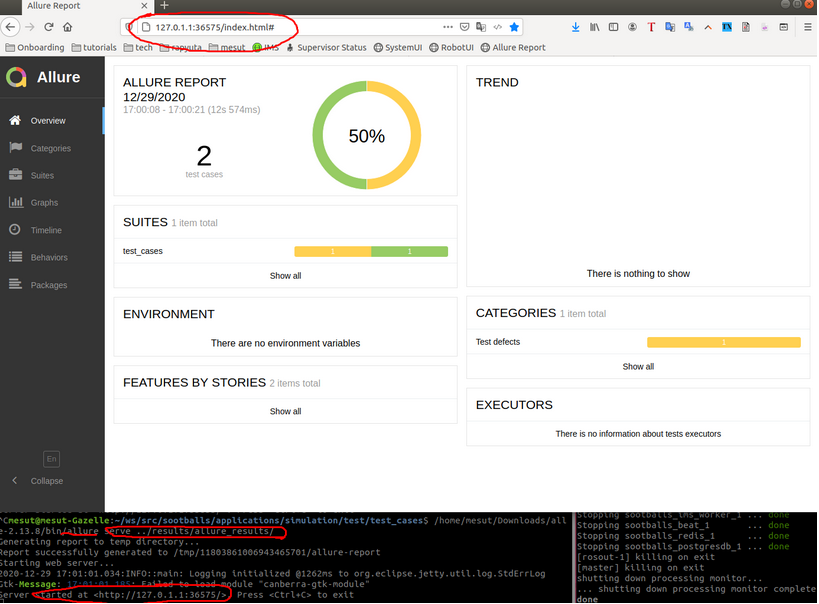 Allure Report
127.0.1.1:36575/index.html#
Onboarding tutorials tech rapyuta mesut IMS Supervisor Status SystemUI RobotUI Allure Report
Allure
Overview
Categories
Suites
Graphs
Timeline
Behaviors
Packages
En
Collapse
ALLURE REPORT
12/29/2020
17:00:08 - 17:00:21 (12s 574ms)
2
test cases
50%
SUITES 1 item total
test_cases
1 1
Show all
ENVIRONMENT
There are no environment variables
FEATURES BY STORIES 2 items total
Show all
TREND
There is nothing to show
CATEGORIES 1 item total
Test defects
1
Show all
EXECUTORS
There is no information about tests executors
^Cmesut@mesut-Gazelle:~/ws/src/sootballs/applications/simulation/test/test_cases$ /home/mesut/Downloads/all
e-2.13.8/bin/allure serve ../results/allure_results/
Generating report to temp directory...
Report successfully generated to /tmp/11803861006943465701/allure-report
Starting web server...
2020-12-29 17:01:01.034:INFO::main: Logging initialized @1262ms to org.eclipse.jetty.util.log.StdErrLog
Gtk-Message: 17:01:01.185: Failed to load module "canberra-gtk-module"
Server started at <http://127.0.1.1:36575/>. Press <Ctrl+C> to exit
Stopping sootballs_ims_worker_1 ... done
Stopping sootballs_beat_1 ... done
Stopping sootballs_redis_1 ... done
Stopping sootballs_postgresdb_1 ... done
[rosout-1] killing on exit
[master] killing on exit
shutting down processing monitor...
... shutting down processing monitor complete
done